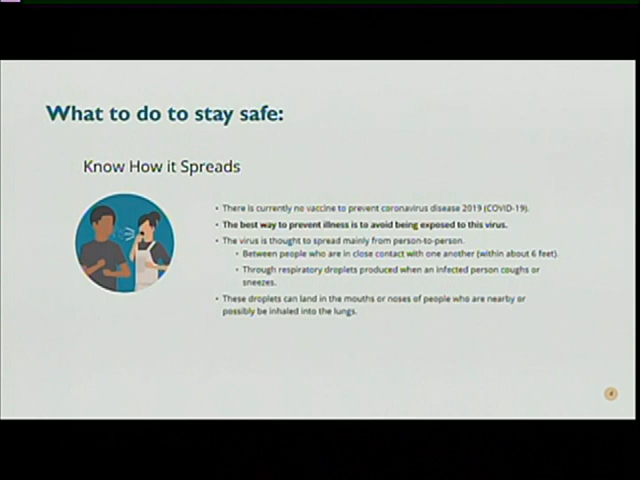 What to do to stay safe:
Know How it Spreads
• There is currently no vaccine to prevent coronavirus disease 2019 (COVID-19).
• The best way to prevent illness is to avoid being exposed to this virus.
• The virus is thought to spread mainly from person-to-person.
• Between people who are in close contact with one another (within about 6 feet).
• Through respiratory droplets produced when an infected person coughs or
sneezes.
• These droplets can land in the mouths or noses of people who are nearby or
possibly be inhaled into the lungs.